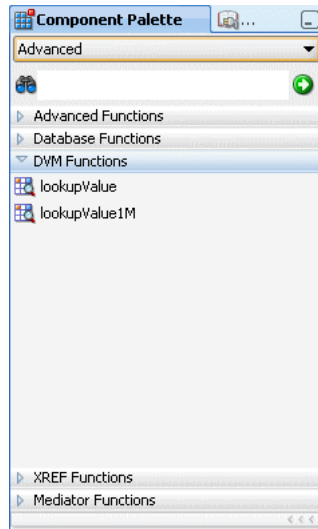 Component Palette ...
Advanced
Advanced Functions
Database Functions
DVM Functions
lookupValue
lookupValue1M
XREF Functions
Mediator Functions